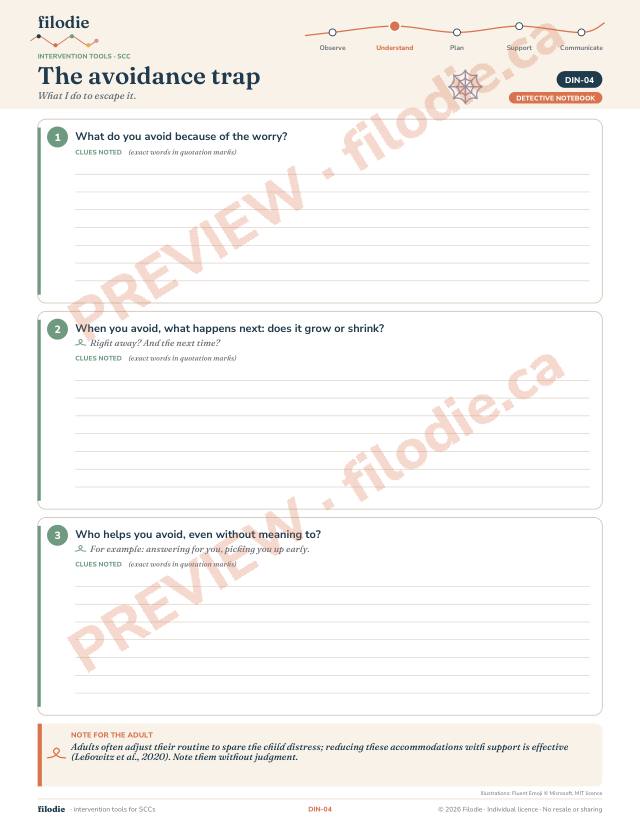 filodie
Observe Understand Plan Support Communicate
INTERVENTION TOOLS · SCC
The avoidance trap
What I do to escape it.
DIN-04
DETECTIVE NOTEBOOK
1 What do you avoid because of the worry?
CLUES NOTED (exact words in quotation marks)
PREVIEW · filodie.ca
2 When you avoid, what happens next: does it grow or shrink?
Right away? And the next time?
CLUES NOTED (exact words in quotation marks)
PREVIEW · filodie.ca
3 Who helps you avoid, even without meaning to?
For example: answering for you, picking you up early.
CLUES NOTED (exact words in quotation marks)
NOTE FOR THE ADULT
Adults often adjust their routine to spare the child distress; reducing these accommodations with support is effective
(Lebowitz et al., 2020). Note them without judgment.
Illustrations: Fluent Emoji © Microsoft, MIT licence
filodie · intervention tools for SCCs DIN-04 © 2026 Filodie · Individual licence · No resale or sharing